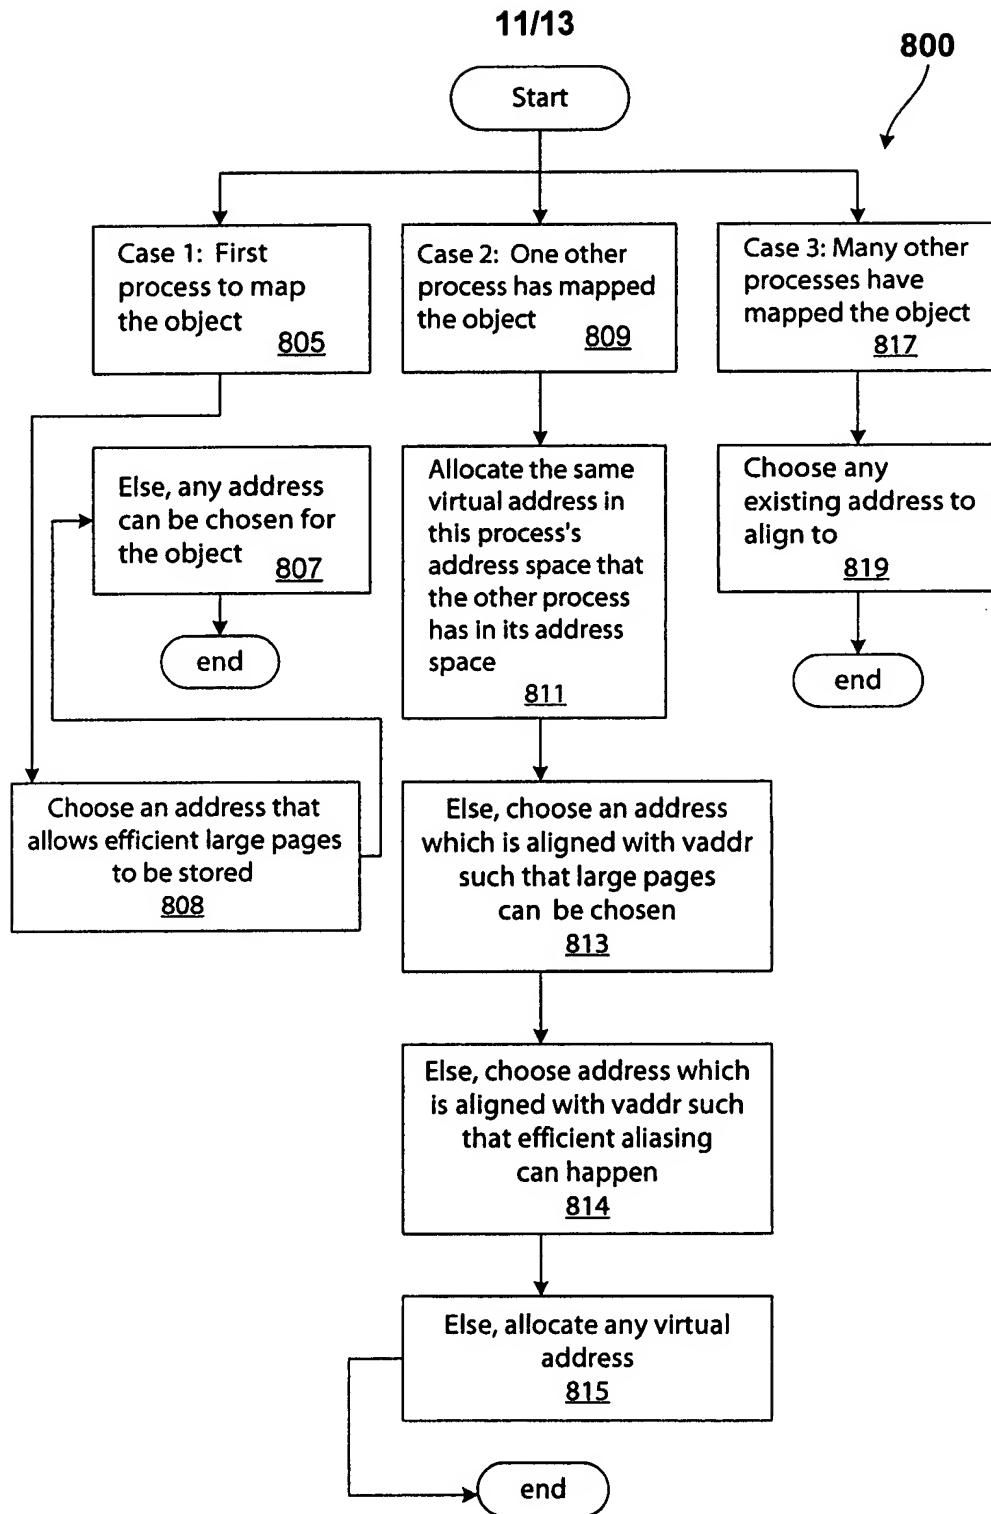 11/13
800
Start
Case 1: First
process to map
the object
805
Case 2: One other
process has mapped
the object
809
Case 3: Many other
processes have
mapped the object
817
Else, any address
can be chosen for
the object
807
end
Choose an address that
allows efficient large pages
to be stored
808
Allocate the same
virtual address in
this process's
address space that
the other process
has in its address
space
811
Else, choose an address
which is aligned with vaddr
such that large pages
can be chosen
813
Else, choose address which
is aligned with vaddr such
that efficient aliasing
can happen
814
Else, allocate any virtual
address
815
end
Choose any
existing address to
align to
819
end